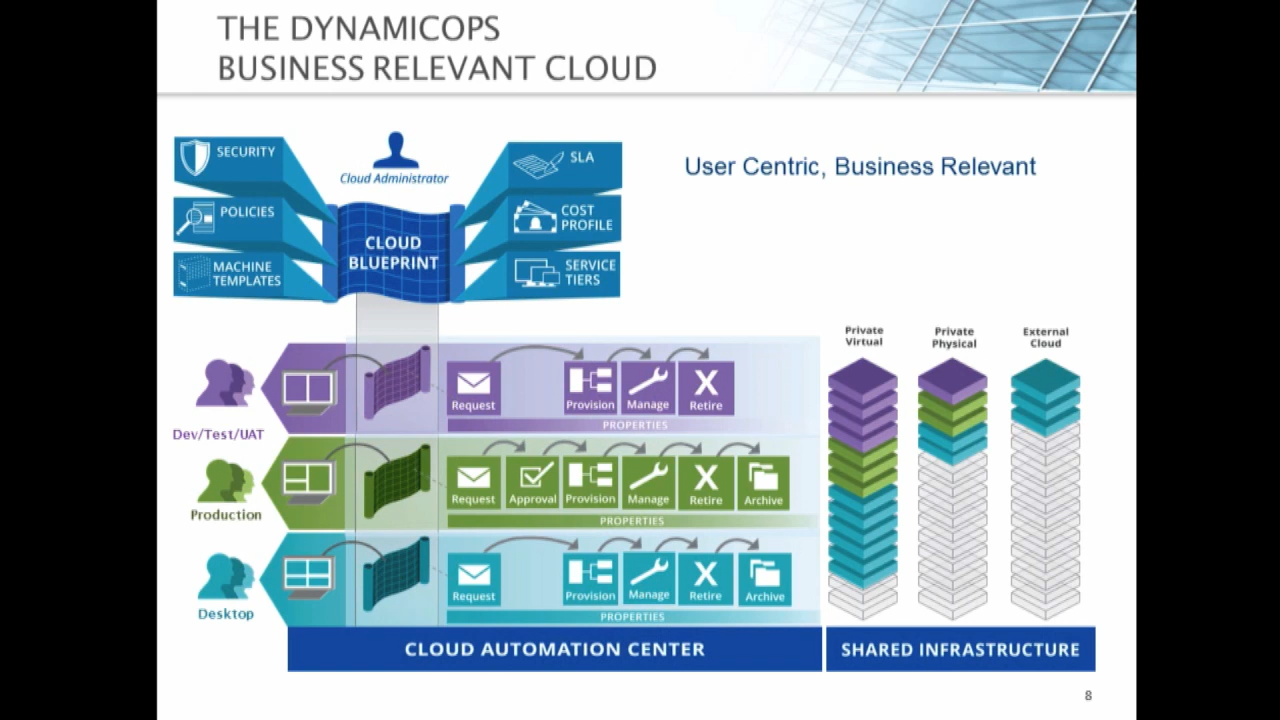 THE DYNAMICOPS
BUSINESS RELEVANT CLOUD
SECURITY
POLICIES
MACHINE
TEMPLATES
Cloud Administrator
CLOUD
BLUEPRINT
SLA
COST
PROFILE
SERVICE
TIERS
User Centric, Business Relevant
Dev/Test/UAT
Request
Provision
Manage
Retire
PROPERTIES
Production
Request
Approval
Provision
Manage
Retire
Archive
PROPERTIES
Desktop
Request
Provision
Manage
Retire
Archive
PROPERTIES
Private
Virtual
Private
Physical
External
Cloud
CLOUD AUTOMATION CENTER
SHARED INFRASTRUCTURE
8